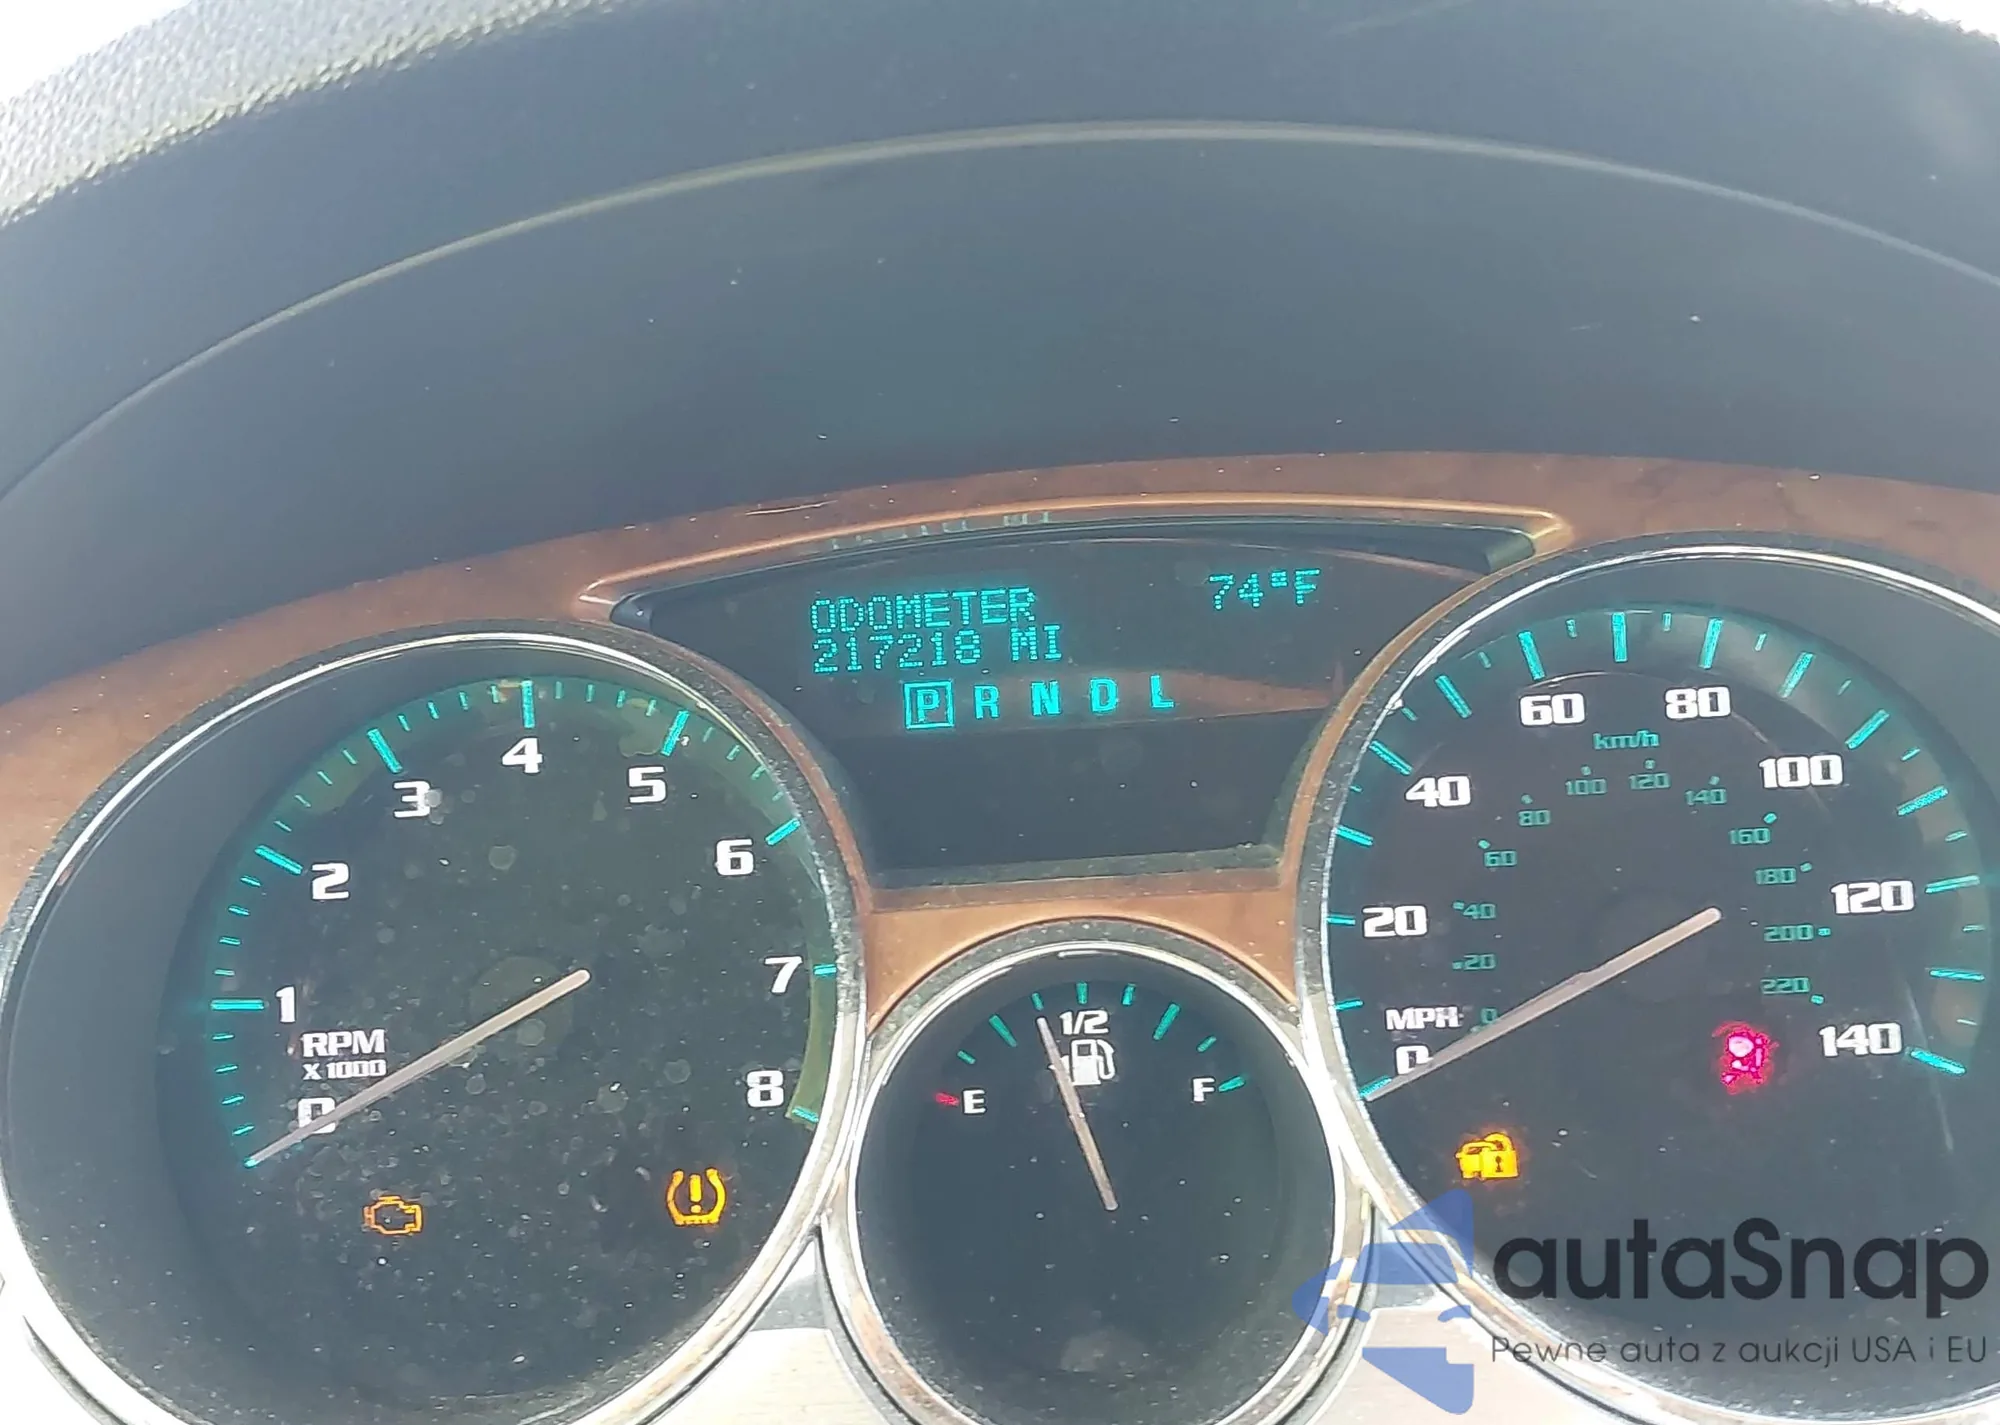 ODOMETER 74°F
217218 MI
P R N D L
0 1 2 3 4 5 6 7 8
RPM
X 1000
E 1/2 F
0 20 40 60 80 100 120 140
MPH
km/h
0 20 40 60 80 100 120 140 160 180 200 220
autaSnap
Pewne auta z aukcji USA i EU